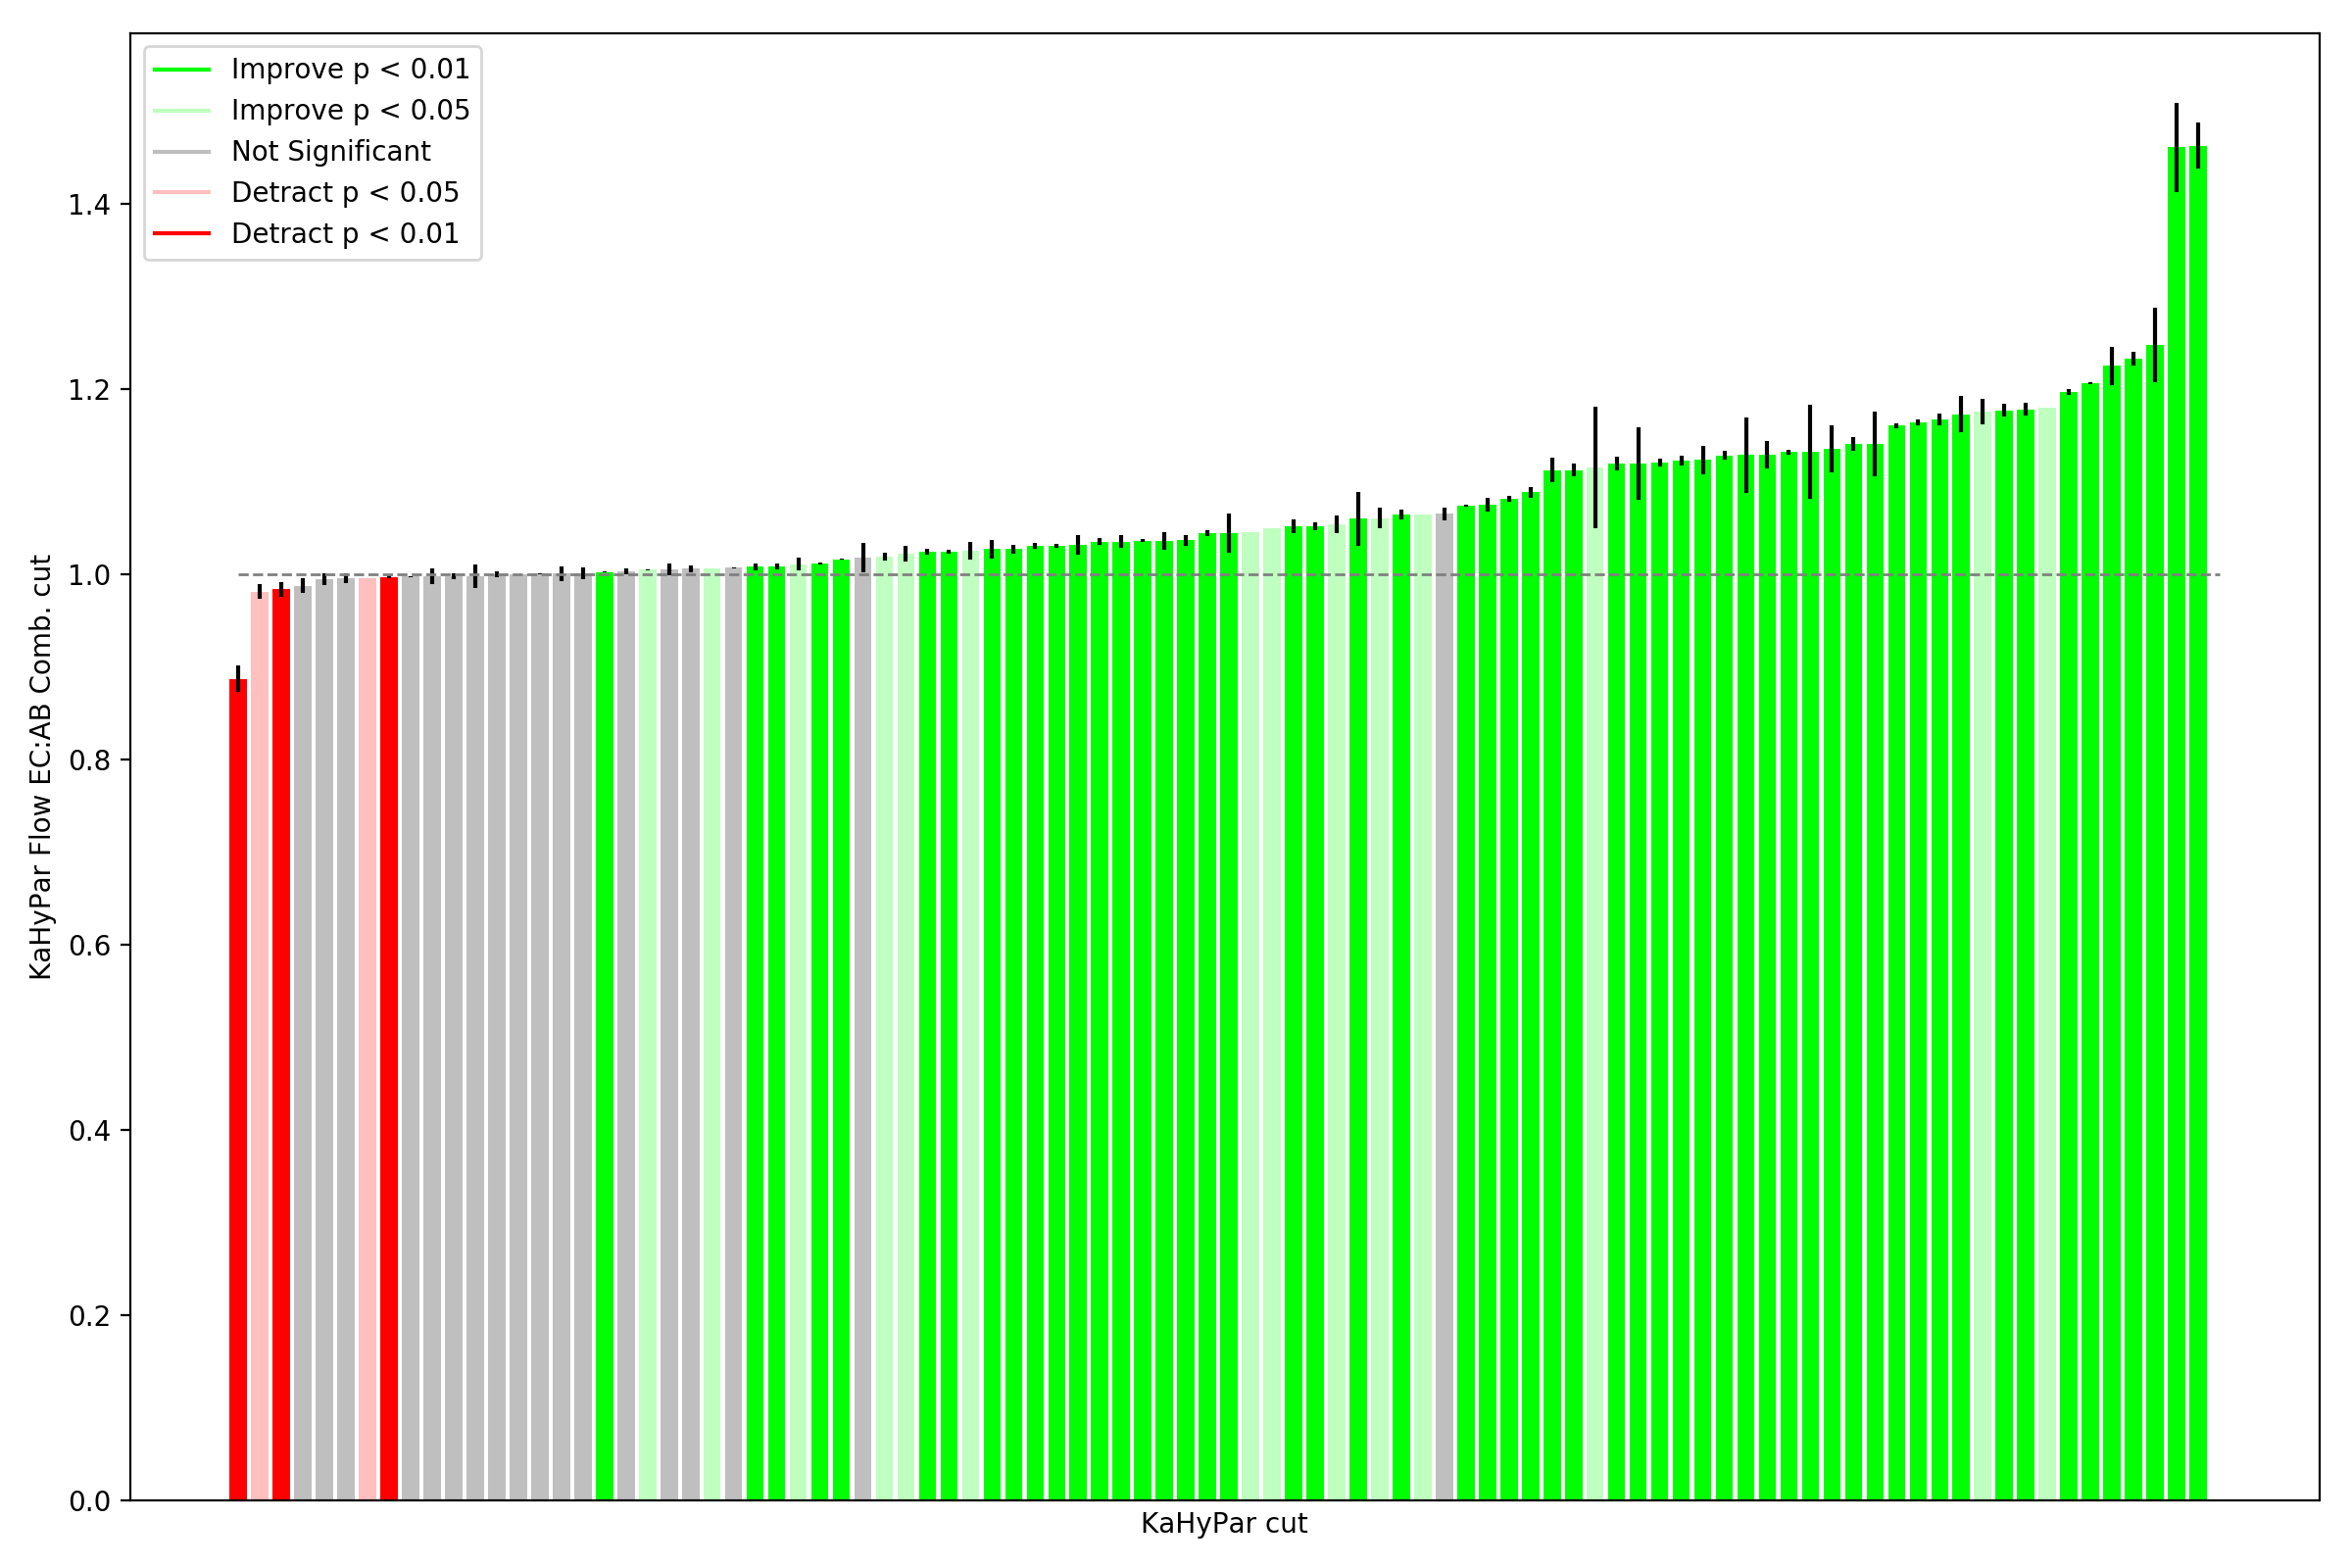 Improve p < 0.01
Improve p < 0.05
Not Significant
Detract p < 0.05
Detract p < 0.01
1.4
1.2
1.0
0.8
0.6
0.4
0.2
0.0
KaHyPar Flow EC:AB Comb. cut
KaHyPar cut